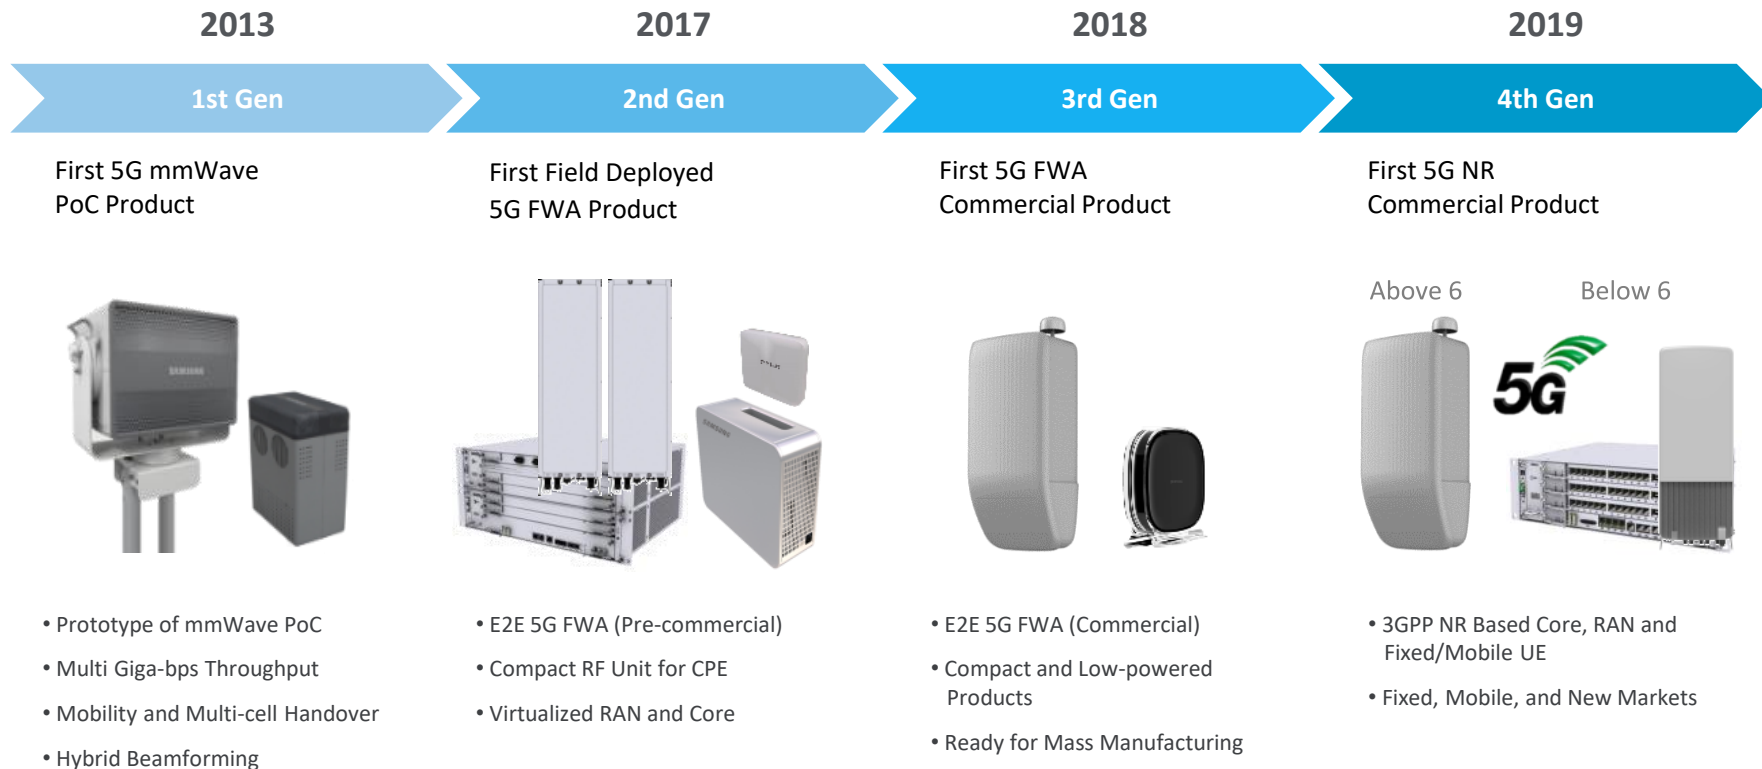 2013
2017
2018
2019
1st Gen
2nd Gen
3rd Gen
4th Gen
First 5G mmWave
PoC Product
First Field Deployed
5G FWA Product
First 5G FWA
Commercial Product
First 5G NR
Commercial Product
Above 6
Below 6
SAMSUNG
SAMSUNG
5G
• Prototype of mmWave PoC
• Multi Giga-bps Throughput
• Mobility and Multi-cell Handover
• Hybrid Beamforming
• E2E 5G FWA (Pre-commercial)
• Compact RF Unit for CPE
• Virtualized RAN and Core
• E2E 5G FWA (Commercial)
• Compact and Low-powered
Products
• Ready for Mass Manufacturing
• 3GPP NR Based Core, RAN and
Fixed/Mobile UE
• Fixed, Mobile, and New Markets